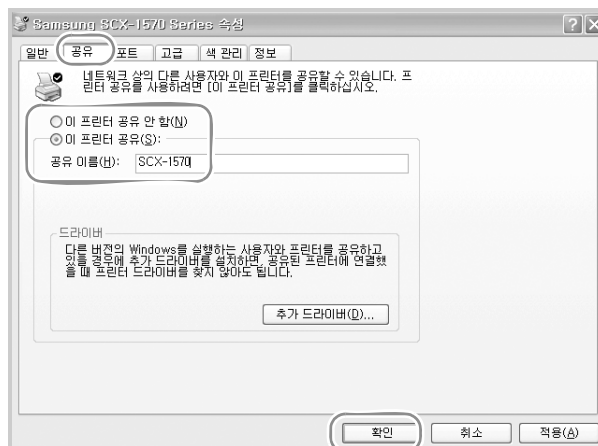 Samsung SCX-1570 Series 속성
일반 공유 포트 고급 색 관리 정보
네트워크 상의 다른 사용자와 이 프린터를 공유할 수 있습니다. 프
린터 공유를 사용하려면 [이 프린터 공유]를 클릭하십시오.
이 프린터 공유 안 함(N)
이 프린터 공유(S):
공유 이름(H): SCX-1570
드라이버
다른 버전의 Windows를 실행하는 사용자와 프린터를 공유하고
있을 경우에 추가 드라이버를 설치하면, 공유된 프린터에 연결했
을 때 프린터 드라이버를 찾지 않아도 됩니다.
추가 드라이버(D)...
확인 취소 적용(A)